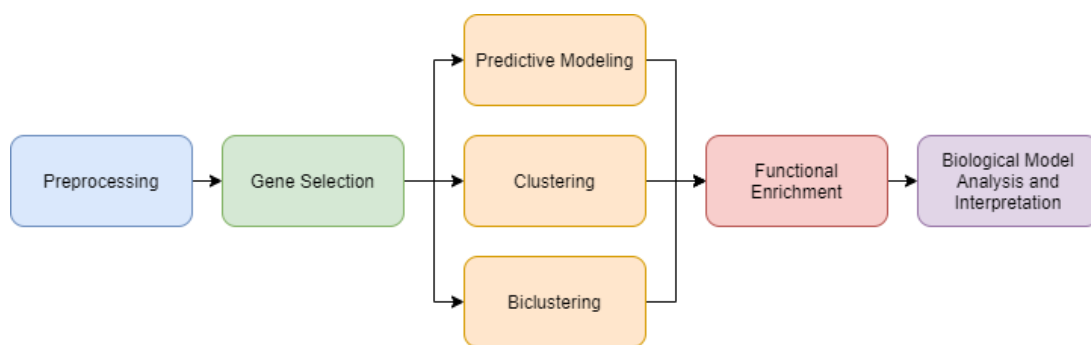 Preprocessing
Gene Selection
Predictive Modeling
Clustering
Biclustering
Functional
Enrichment
Biological Model
Analysis and
Interpretation